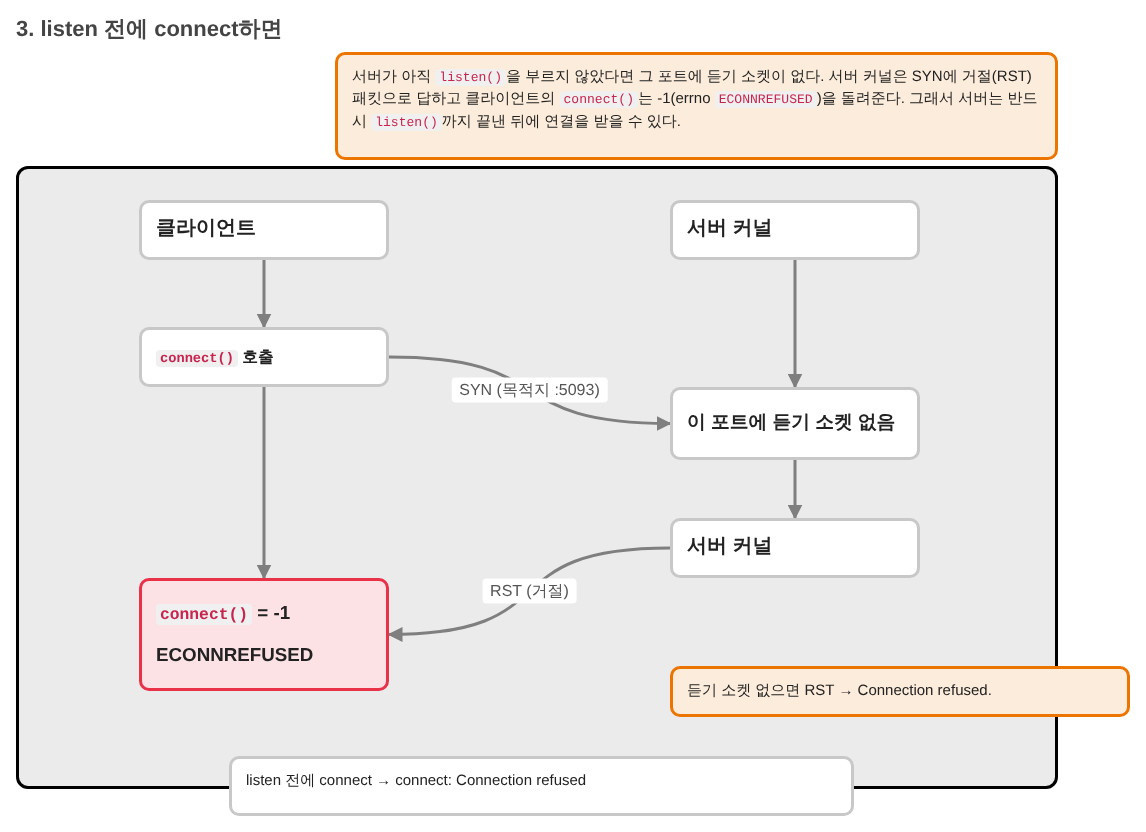 3. listen 전에 connect하면
서버가 아직 listen()을 부르지 않았다면 그 포트에 듣기 소켓이 없다. 서버 커널은 SYN에 거절(RST)
패킷으로 답하고 클라이언트의 connect()는 -1(errno ECONNREFUSED)을 돌려준다. 그래서 서버는 반드
시 listen()까지 끝낸 뒤에 연결을 받을 수 있다.
클라이언트
서버 커널
connect() 호출
SYN (목적지 :5093)
이 포트에 듣기 소켓 없음
서버 커널
RST (거절)
connect() = -1
ECONNREFUSED
듣기 소켓 없으면 RST → Connection refused.
listen 전에 connect → connect: Connection refused